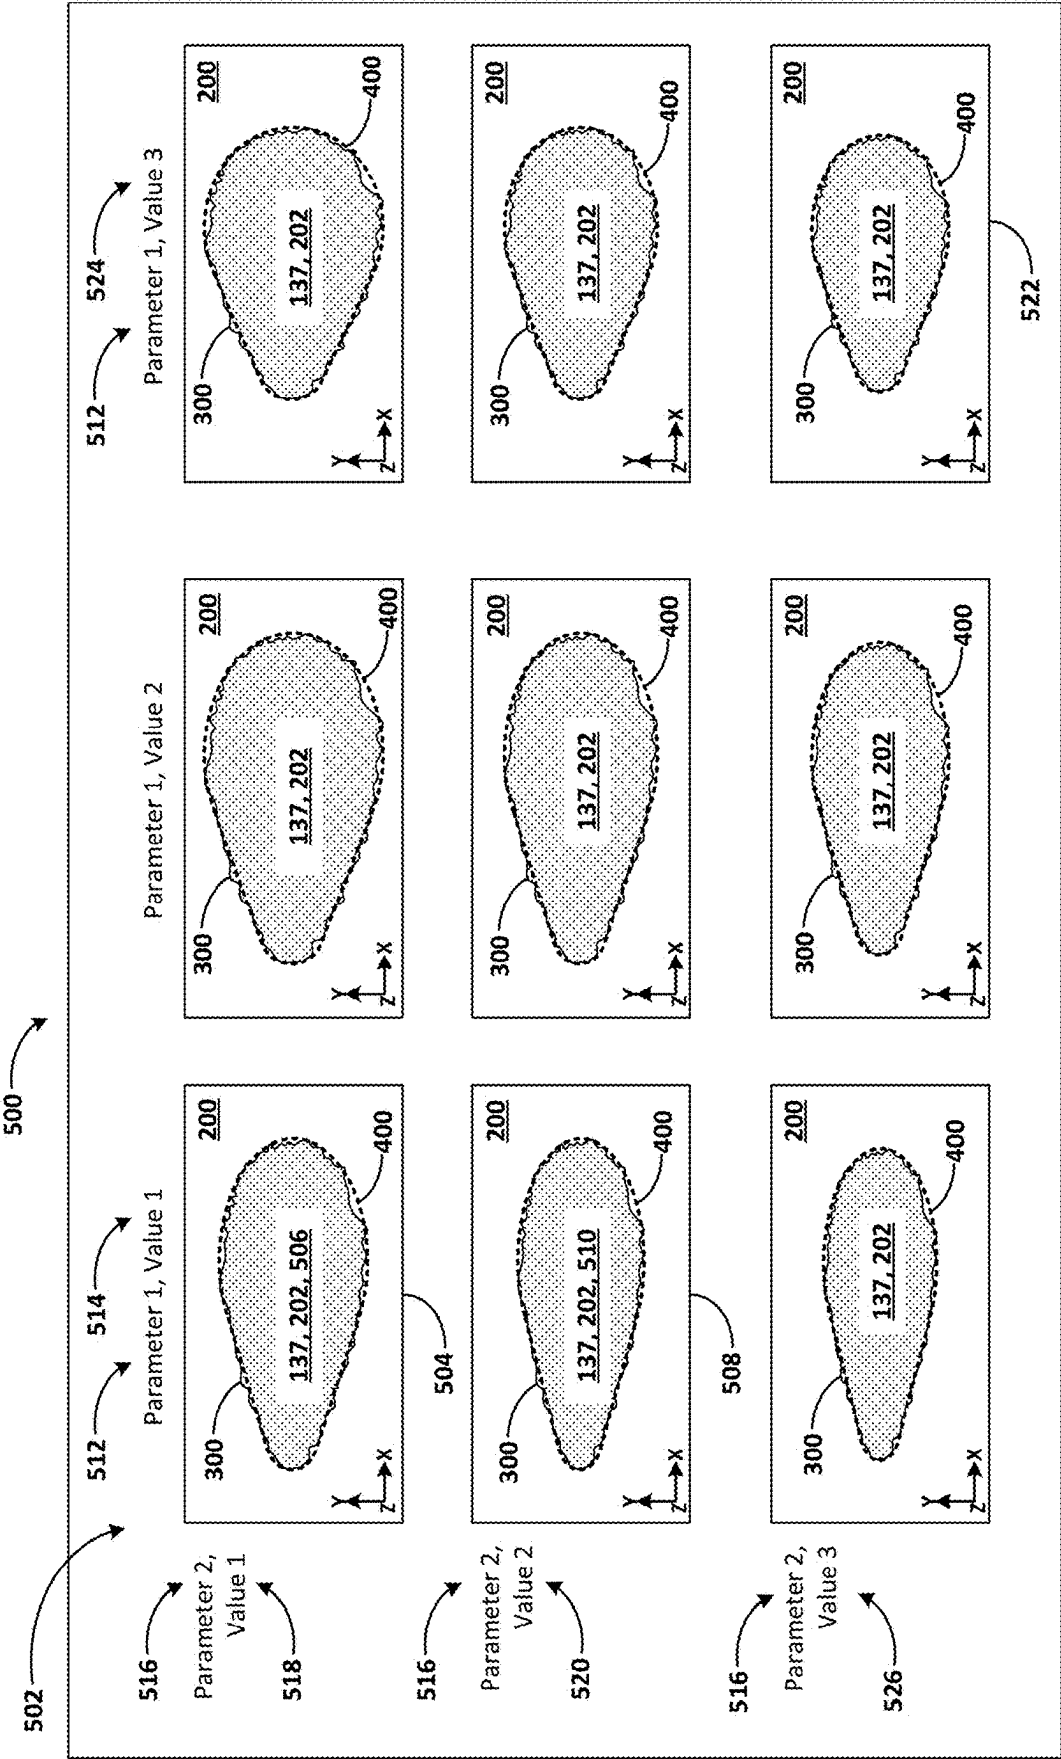 500
502
512
514
512
524
Parameter 1, Value 1
Parameter 1, Value 2
Parameter 1, Value 3
516
Parameter 2,
Value 1
518
300
200
137, 202, 506
400
Y
Z
X
504
300
200
137, 202
400
Y
Z
X
300
200
137, 202
400
Y
Z
X
516
Parameter 2,
Value 2
520
300
200
137, 202, 510
400
Y
Z
X
508
300
200
137, 202
400
Y
Z
X
300
200
137, 202
400
Y
Z
X
516
Parameter 2,
Value 3
526
300
200
137, 202
400
Y
Z
X
300
200
137, 202
400
Y
Z
X
300
200
137, 202
400
Y
Z
X
522